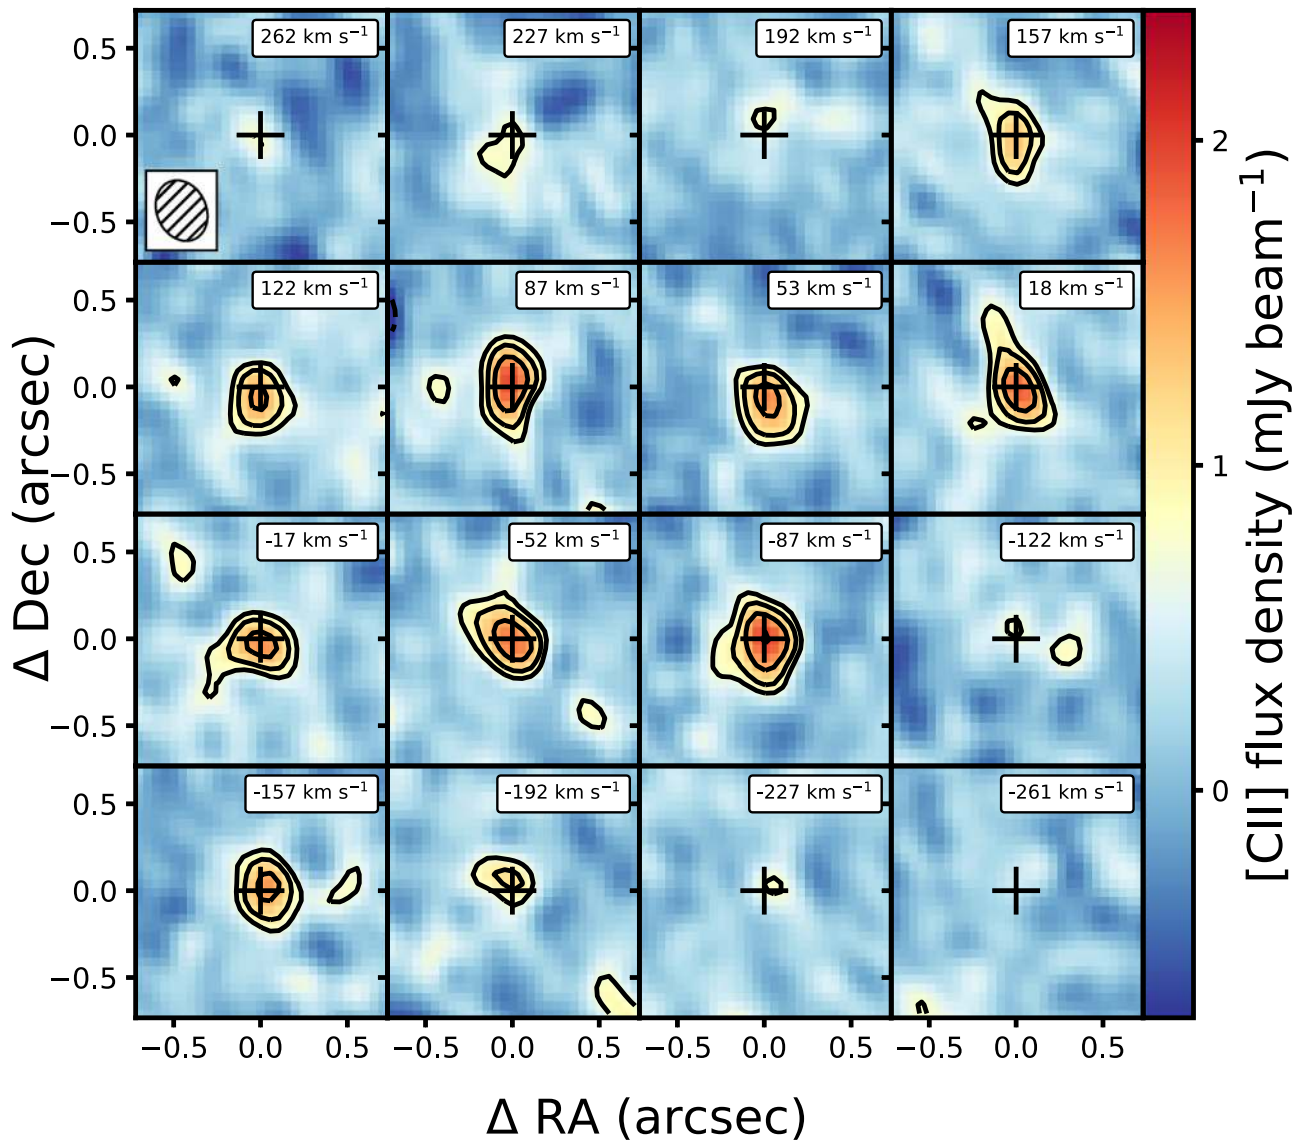 262 km s⁻¹
227 km s⁻¹
192 km s⁻¹
157 km s⁻¹
0.5
0.0
−0.5
122 km s⁻¹
87 km s⁻¹
53 km s⁻¹
18 km s⁻¹
0.5
0.0
−0.5
-17 km s⁻¹
-52 km s⁻¹
-87 km s⁻¹
-122 km s⁻¹
0.5
0.0
−0.5
-157 km s⁻¹
-192 km s⁻¹
-227 km s⁻¹
-261 km s⁻¹
0.5
0.0
−0.5
−0.5 0.0 0.5 −0.5 0.0 0.5 −0.5 0.0 0.5 −0.5 0.0 0.5
Δ RA (arcsec)
Δ Dec (arcsec)
2
1
0
[CII] flux density (mJy beam⁻¹)